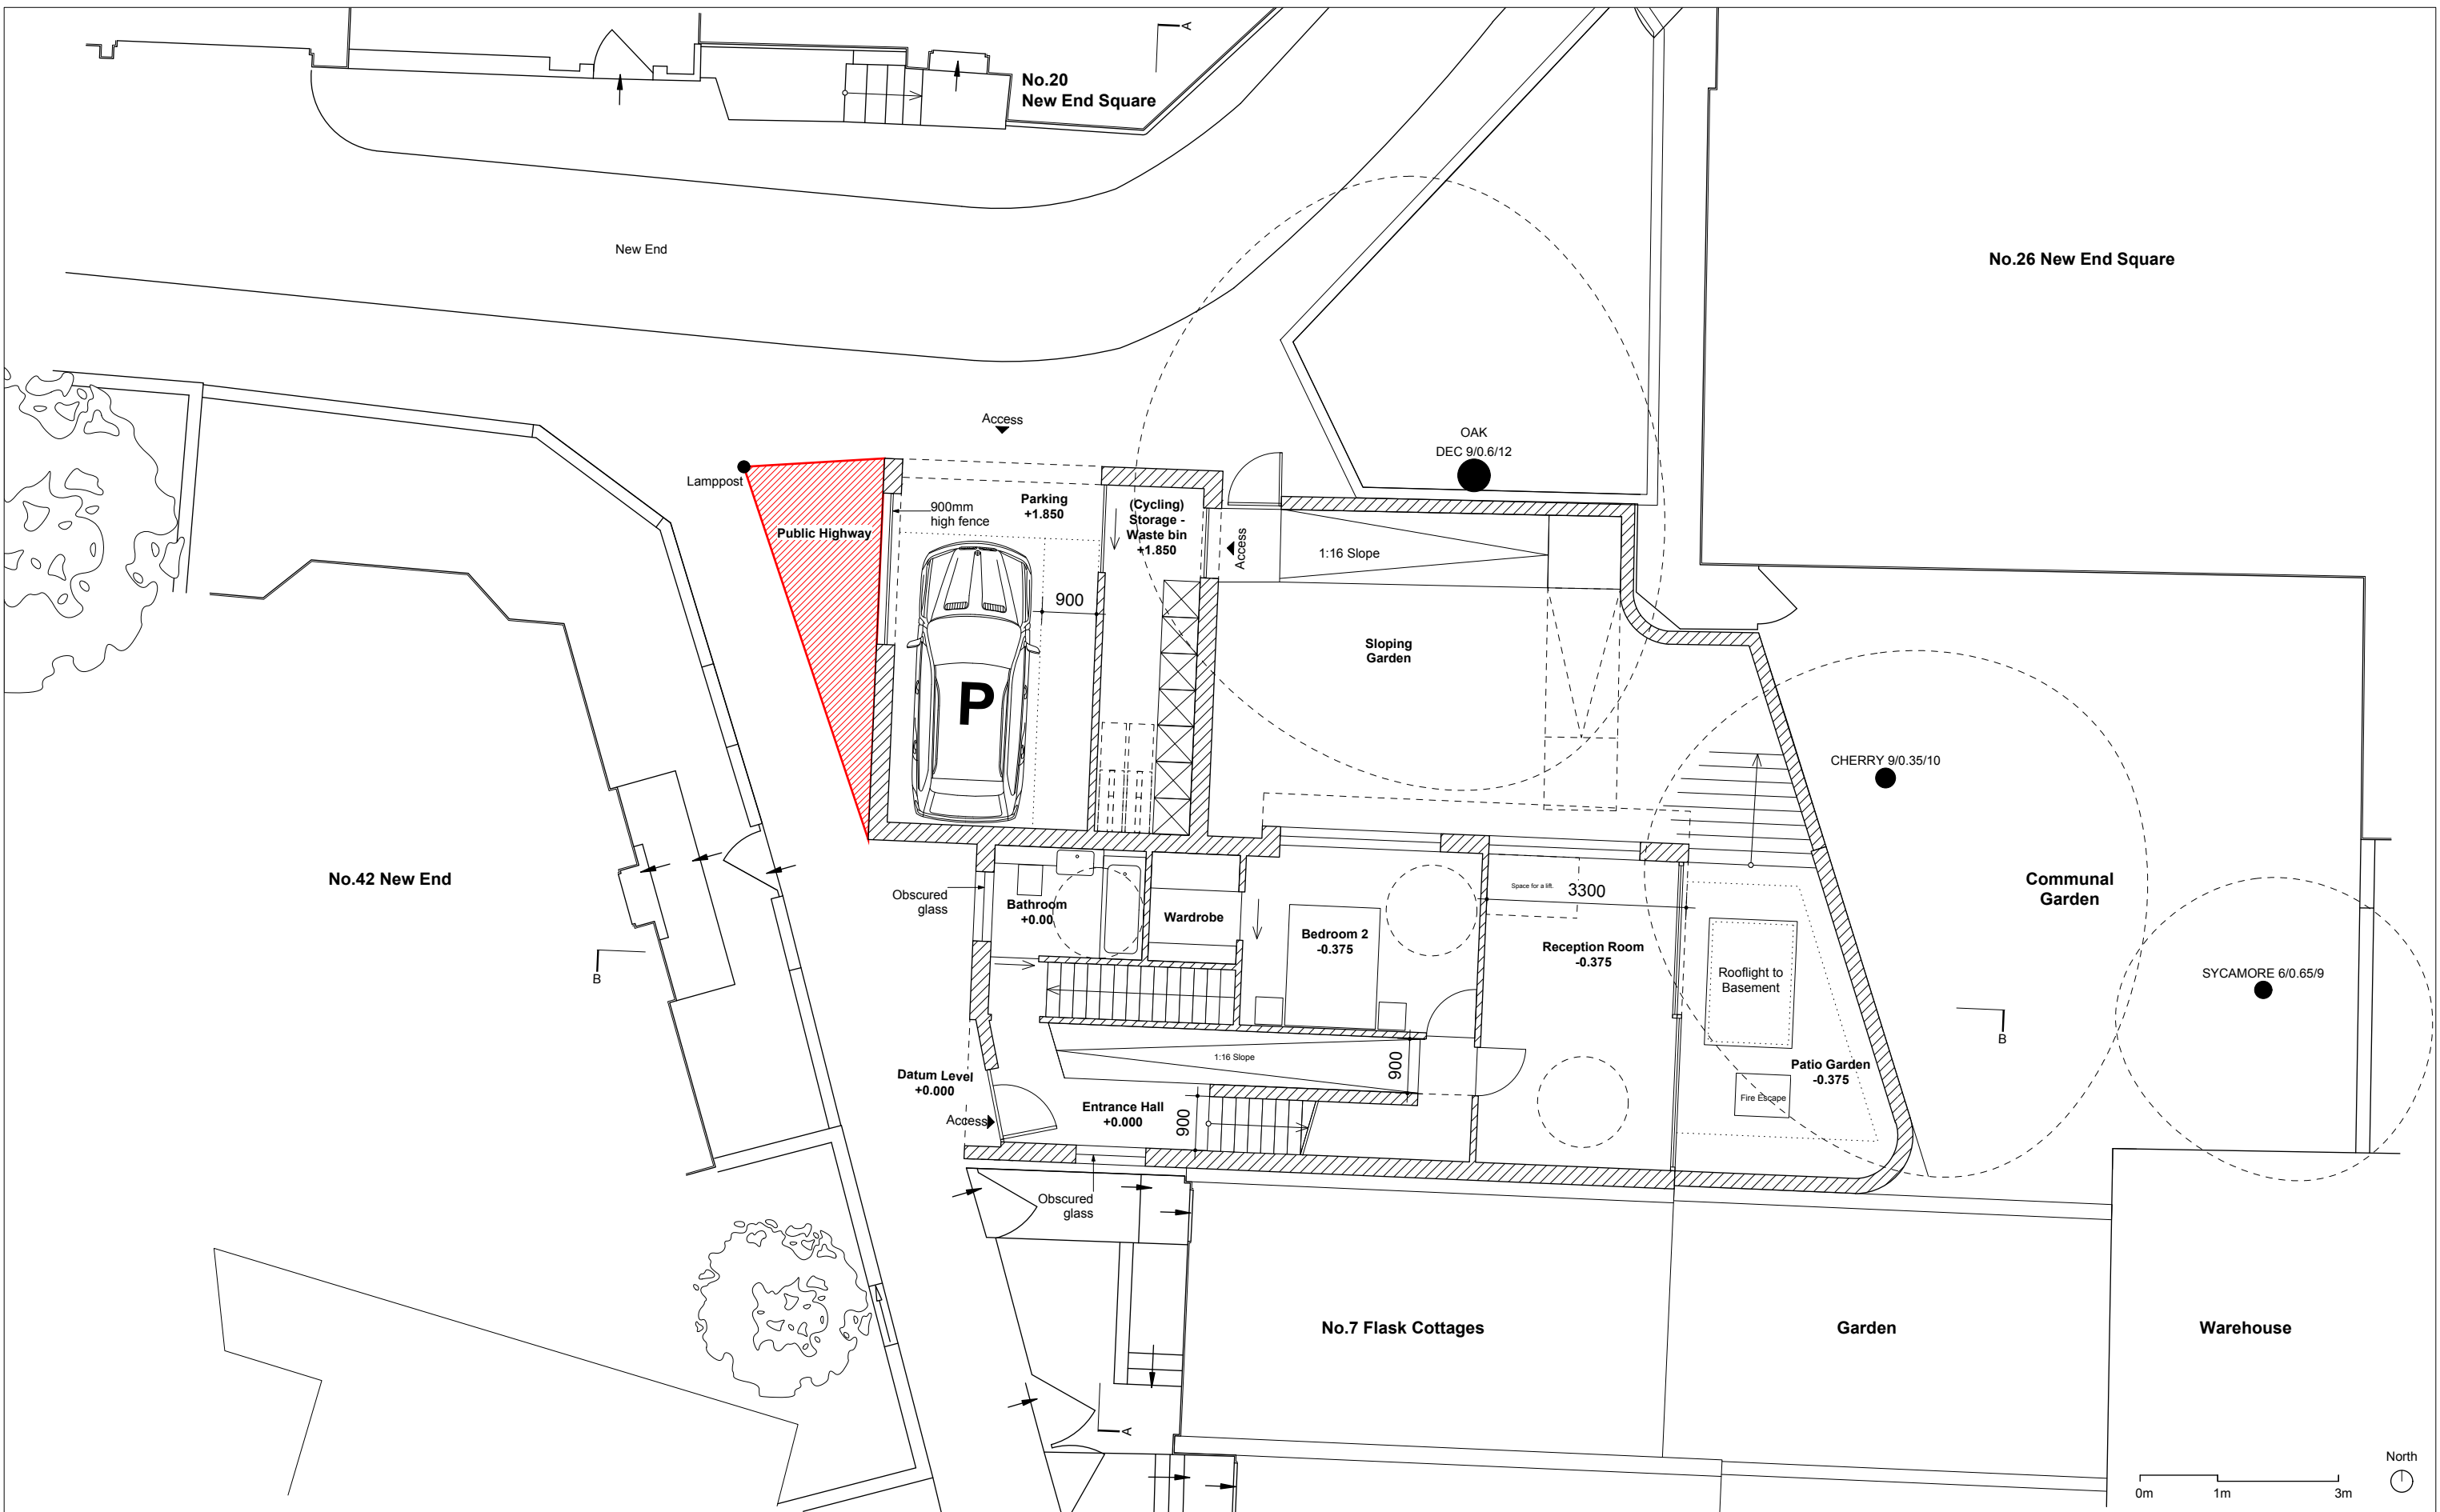 A
No.20
New End Square
New End
No.26 New End Square
Access
OAK
DEC 9/0.6/12
Lamppost
Public Highway
900mm
high fence
Parking
+1.850
(Cycling)
Storage -
Waste bin
+1.850
Access
1:16 Slope
900
Sloping
Garden
P
CHERRY 9/0.35/10
No.42 New End
Obscured
glass
Bathroom
+0.00
Wardrobe
Bedroom 2
-0.375
Space for a lift.
3300
Reception Room
-0.375
Communal
Garden
Rooflight to
Basement
SYCAMORE 6/0.65/9
B
B
1:16 Slope
900
Datum Level
+0.000
Patio Garden
-0.375
Fire Escape
Access
Entrance Hall
+0.000
900
Obscured
glass
No.7 Flask Cottages
Garden
Warehouse
A
North
0m
1m
3m